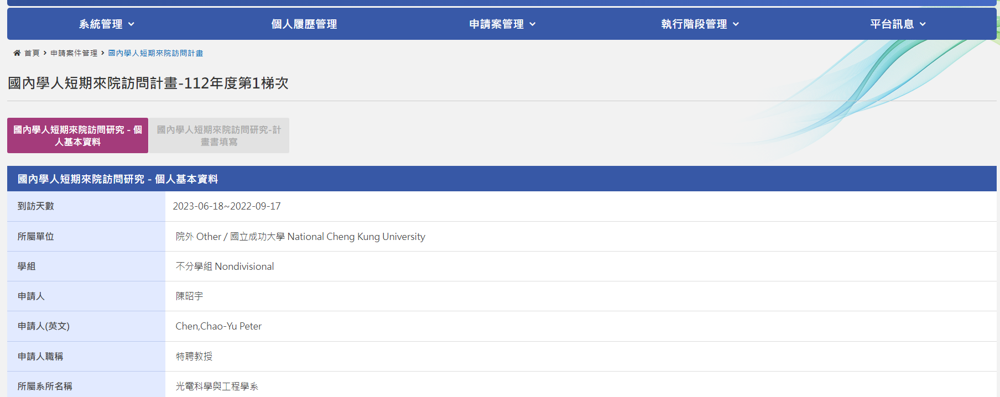 系統管理 個人履歷管理 申請案管理 執行階段管理 平台訊息
首頁 > 申請案件管理 > 國內學人短期來院訪問計畫
國內學人短期來院訪問計畫-112年度第1梯次
國內學人短期來院訪問研究 - 個
人基本資料
國內學人短期來院訪問研究-計
畫書填寫
國內學人短期來院訪問研究 - 個人基本資料
到訪天數 2023-06-18~2022-09-17
所屬單位 院外 Other / 國立成功大學 National Cheng Kung University
學組 不分學組 Nondivisional
申請人 陳昭宇
申請人(英文) Chen,Chao-Yu Peter
申請人職稱 特聘教授
所屬系所名稱 光電科學與工程學系